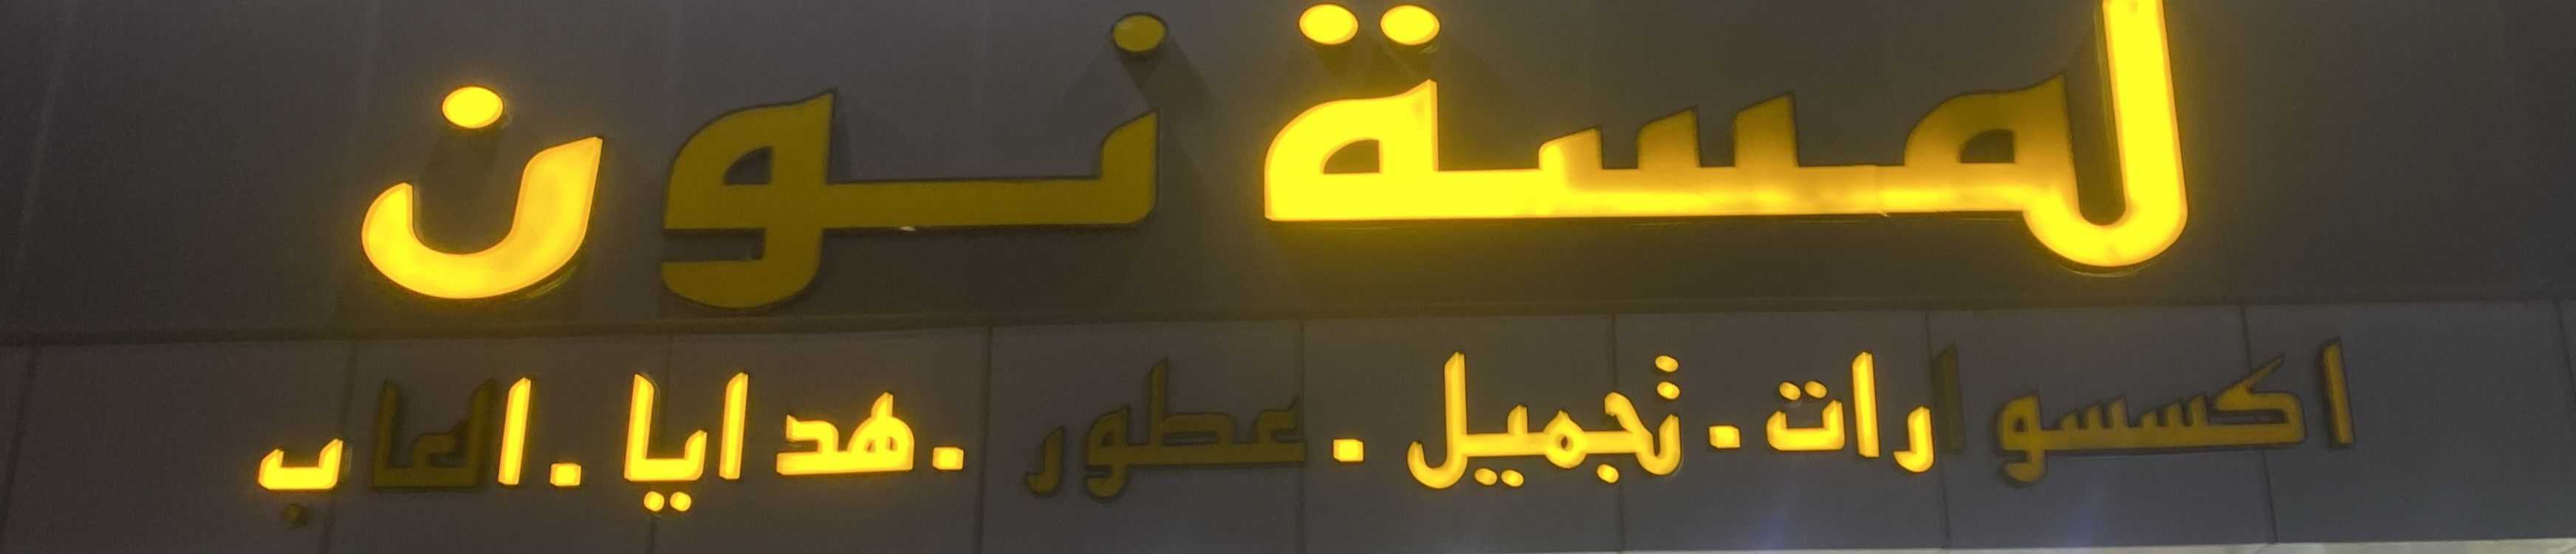 لمسة نون
اكسسوارات . تجميل . عطور . هدايا . العاب